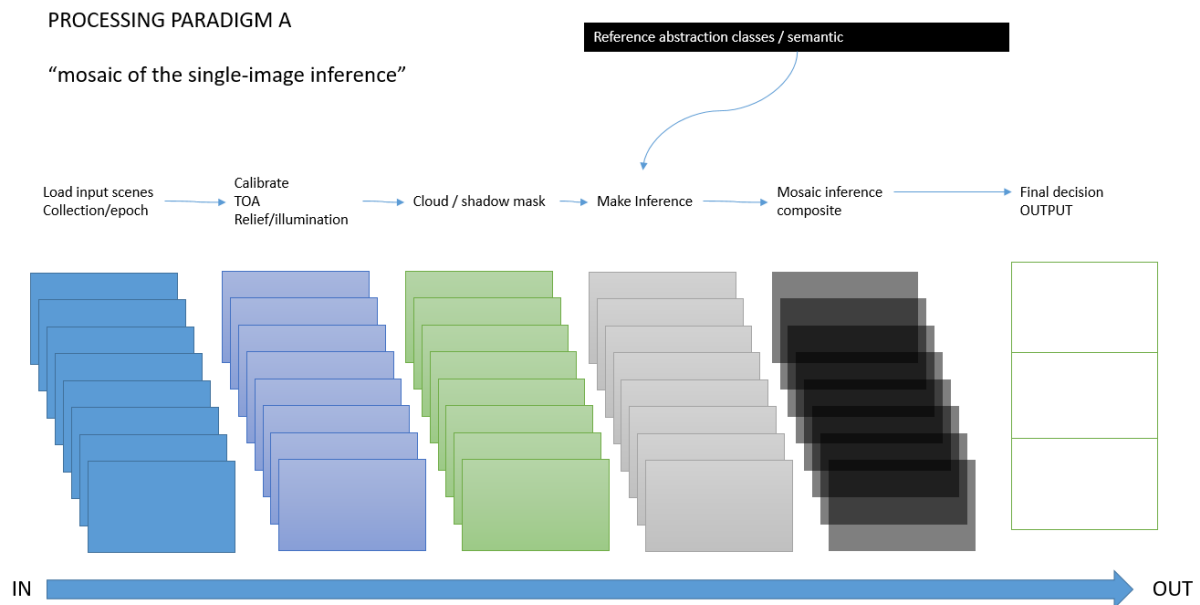 PROCESSING PARADIGM A
“mosaic of the single-image inference”
Reference abstraction classes / semantic
Load input scenes
Collection/epoch
Calibrate
TOA
Relief/illumination
Cloud / shadow mask
Make Inference
Mosaic inference
composite
Final decision
OUTPUT
IN
OUT